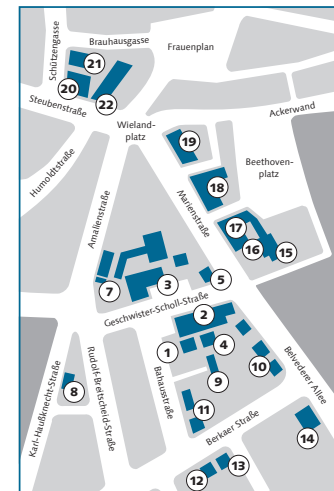 Schützengasse
Brauhausgasse
Frauenplan
21
20
22
Steubenstraße
Ackerwand
Wieland-
platz
Humboldtstraße
19
Beethoven-
platz
18
Amalienstraße
Marienstraße
17
16
15
7
3
5
Geschwister-Scholl-Straße
2
1
4
Belvederer Allee
Karl-Haußknecht-Straße
Rudolf-Breitscheid-Straße
Bahausstraße
8
9
10
11
Berkaer Straße
14
12
13